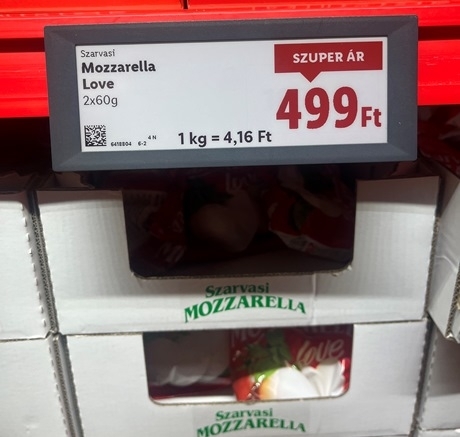 Szarvasi
Mozzarella
Love
2x60g
SZUPER ÁR
499Ft
641E804 6-2
4 N
1 kg = 4,16 Ft
Szarvasi
MOZZARELLA
love
Szarvasi
MOZZARELLA